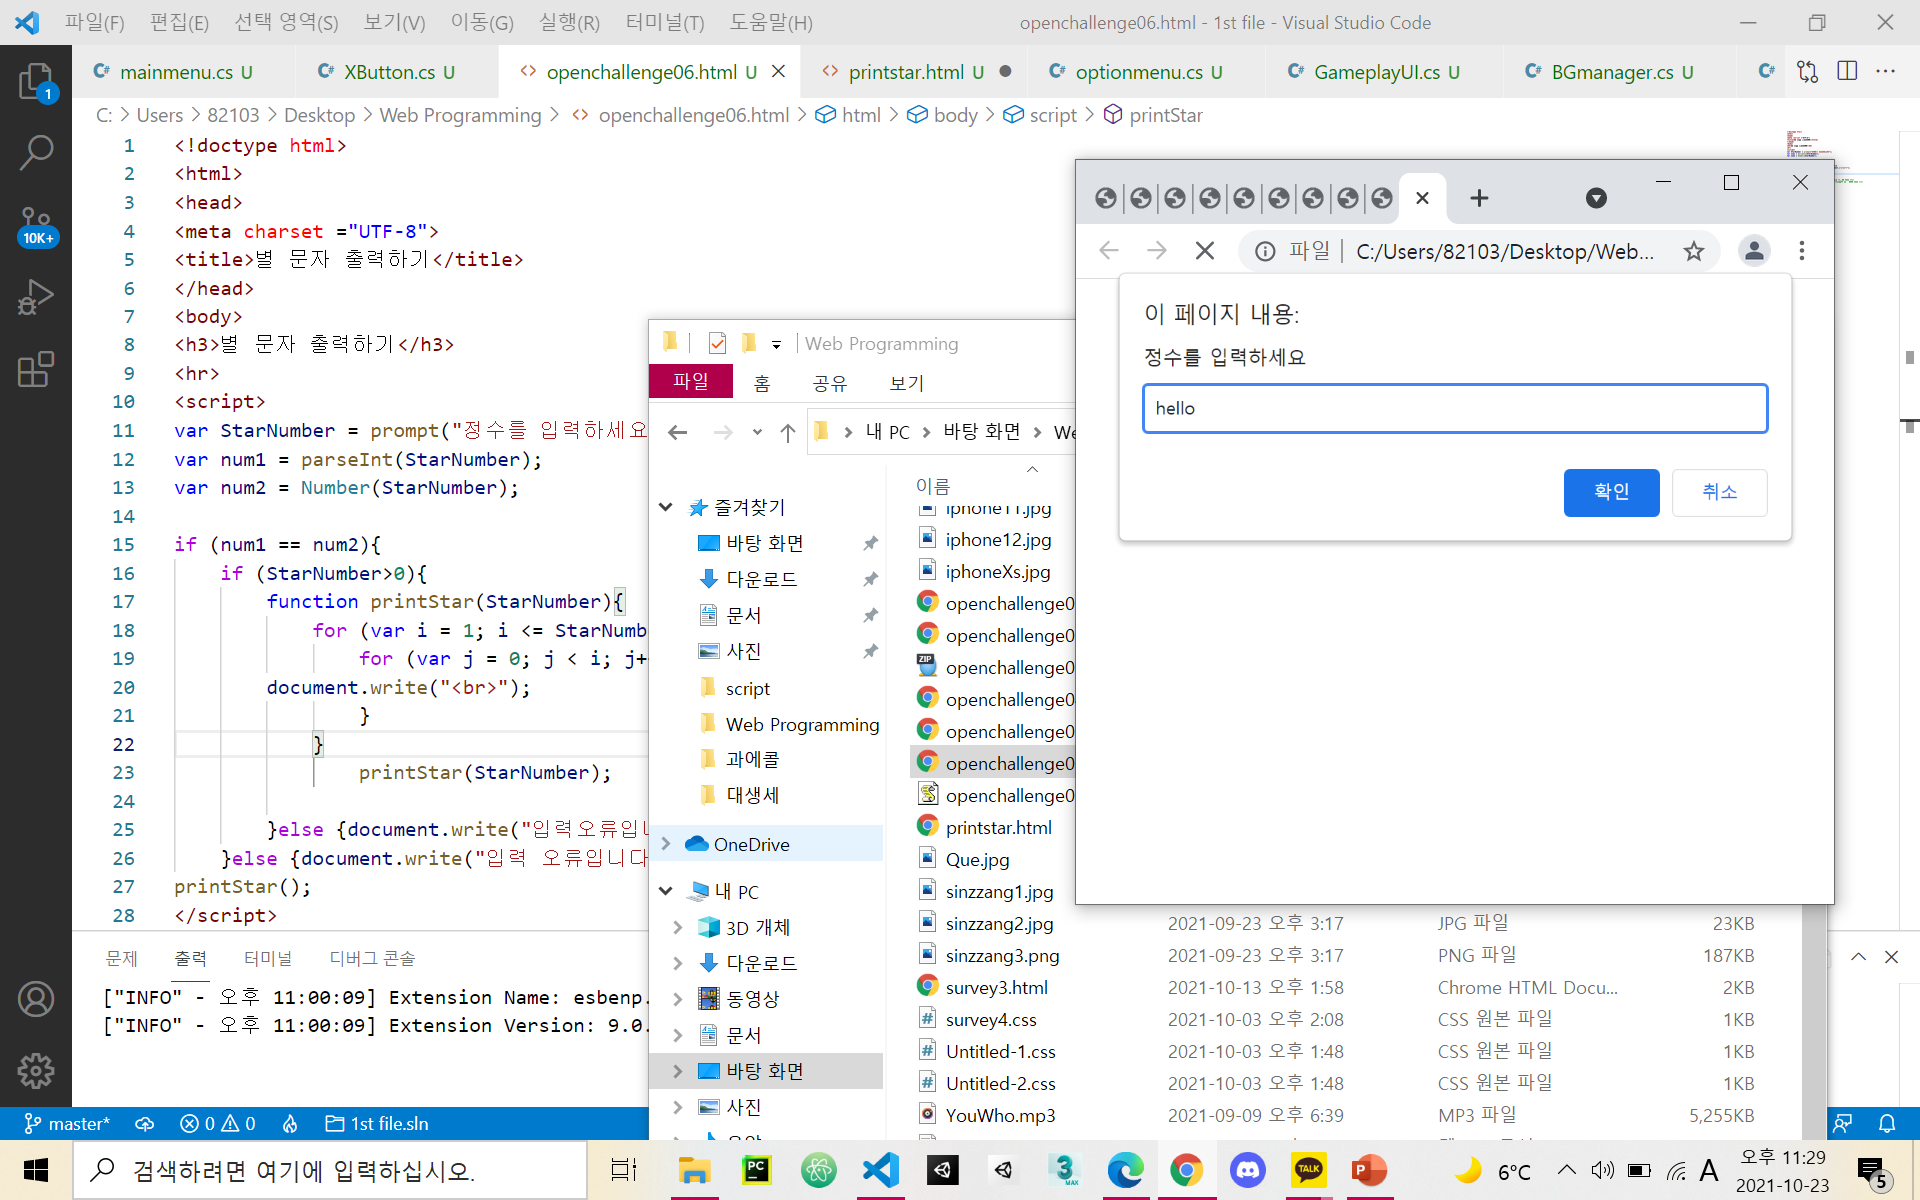 파일(F) 편집(E) 선택 영역(S) 보기(V) 이동(G) 실행(R) 터미널(T) 도움말(H) openchallenge06.html - 1st file - Visual Studio Code
mainmenu.cs U XButton.cs U openchallenge06.html U printstar.html U optionmenu.cs U GameplayUI.cs U BGmanager.cs U
C: > Users > 82103 > Desktop > Web Programming > openchallenge06.html > html > body > script > printStar
1 <!doctype html>
2 <html>
3 <head>
4 <meta charset ="UTF-8">
5 <title>별 문자 출력하기</title>
6 </head>
7 <body>
8 <h3>별 문자 출력하기</h3>
9 <hr>
10 <script>
11 var StarNumber = prompt("정수를 입력하세요
12 var num1 = parseInt(StarNumber);
13 var num2 = Number(StarNumber);
14
15 if (num1 == num2){
16 if (StarNumber>0){
17 function printStar(StarNumber){
18 for (var i = 1; i <= StarNumb
19 for (var j = 0; j < i; j+
20 document.write("<br>");
21 }
22 }
23 printStar(StarNumber);
24
25 }else {document.write("입력오류입니
26 }else {document.write("입력 오류입니다
27 printStar();
28 </script>
1
10K+
문제 출력 터미널 디버그 콘솔
["INFO" - 오후 11:00:09] Extension Name: esbenp.
["INFO" - 오후 11:00:09] Extension Version: 9.0.
master* 0 0 1st file.sln
Web Programming
파일 홈 공유 보기
내 PC > 바탕 화면 > We
이름
즐겨찾기
바탕 화면
다운로드
문서
사진
script
Web Programming
과에콜
대생세
OneDrive
내 PC
3D 개체
다운로드
동영상
문서
바탕 화면
사진
iphone11.jpg
iphone12.jpg
iphoneXs.jpg
openchallenge0
openchallenge0
openchallenge0
openchallenge0
openchallenge0
openchallenge0
openchallenge0
printstar.html
Que.jpg
sinzzang1.jpg
sinzzang2.jpg 2021-09-23 오후 3:17 JPG 파일 23KB
sinzzang3.png 2021-09-23 오후 3:17 PNG 파일 187KB
survey3.html 2021-10-13 오후 1:58 Chrome HTML Docu... 2KB
survey4.css 2021-10-03 오후 2:08 CSS 원본 파일 1KB
Untitled-1.css 2021-10-03 오후 1:48 CSS 원본 파일 1KB
Untitled-2.css 2021-10-03 오후 1:48 CSS 원본 파일 1KB
YouWho.mp3 2021-09-09 오후 6:39 MP3 파일 5,255KB
파일 C:/Users/82103/Desktop/Web...
이 페이지 내용:
정수를 입력하세요
hello
확인 취소
검색하려면 여기에 입력하십시오.
PC
3
MAX
TALK
P
6°C
A
오후 11:29
2021-10-23
5